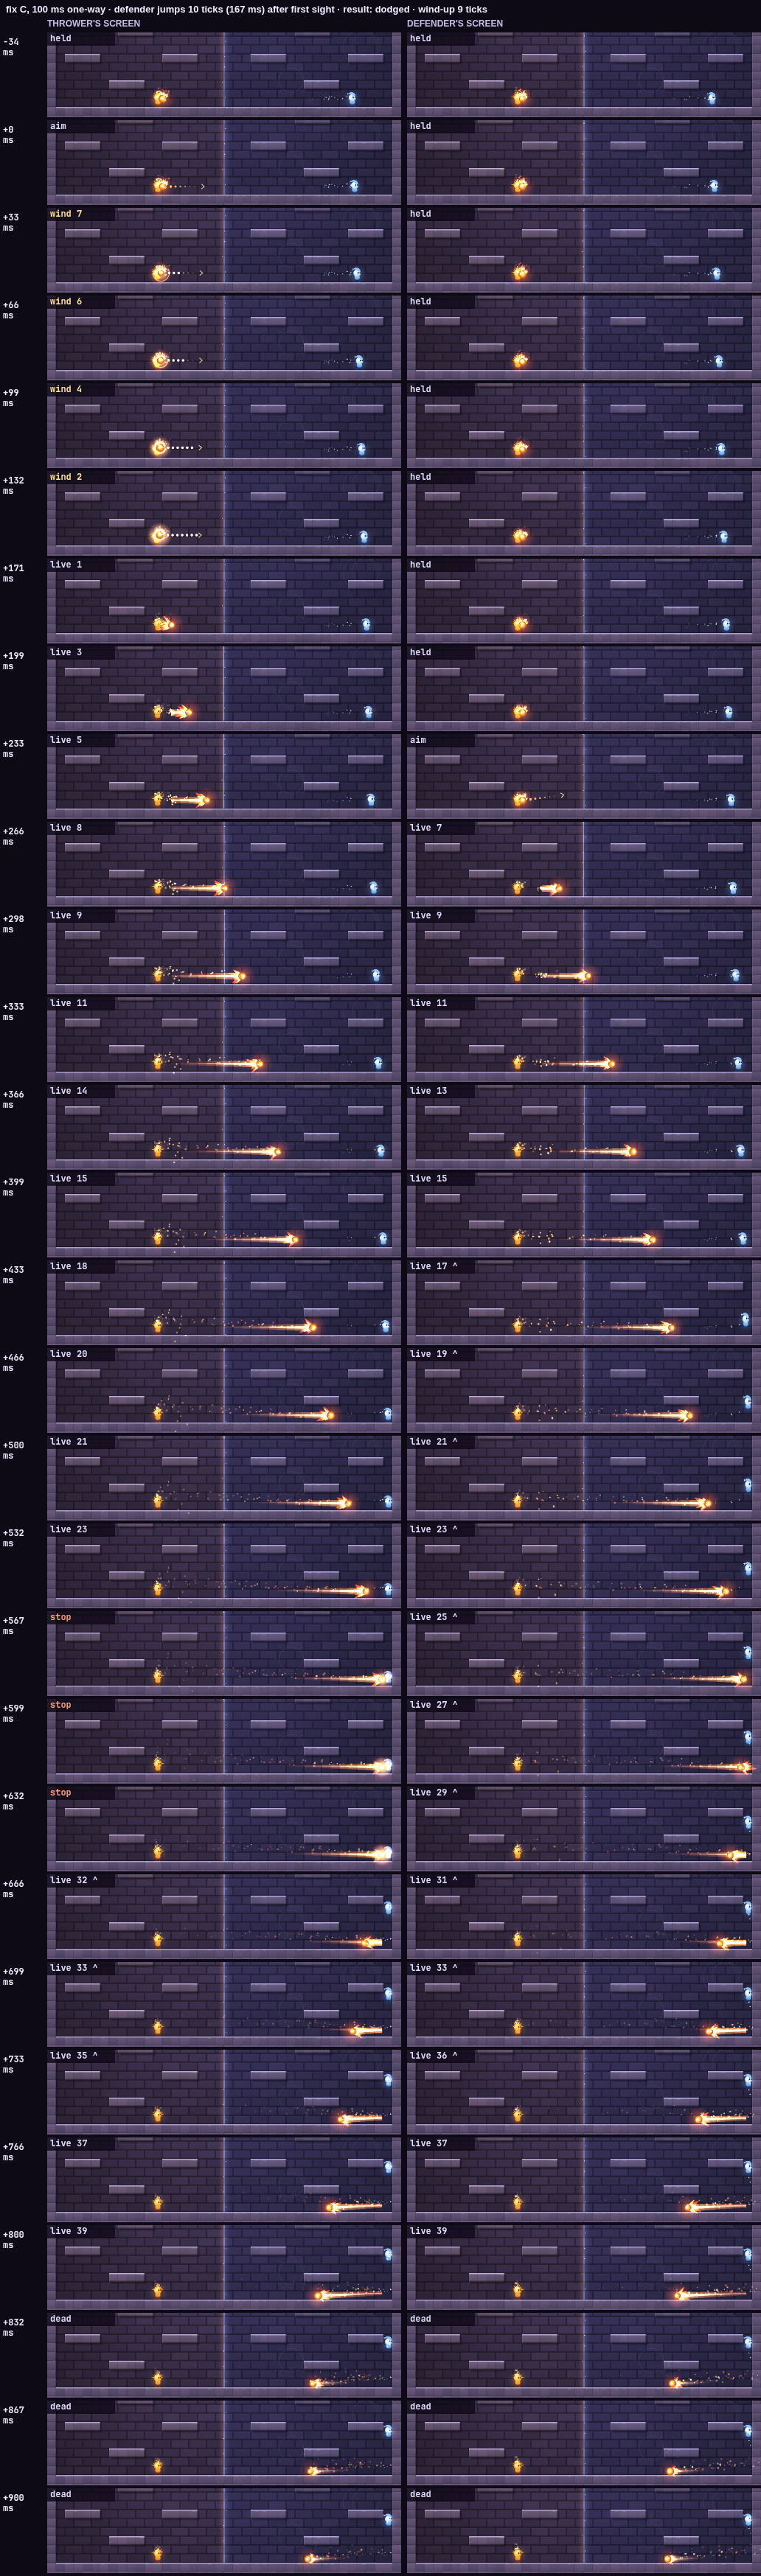 fix C, 100 ms one-way · defender jumps 10 ticks (167 ms) after first sight · result: dodged · wind-up 9 ticks
THROWER'S SCREEN DEFENDER'S SCREEN
-34 ms held held
+0 ms aim held
+33 ms wind 7 held
+66 ms wind 6 held
+99 ms wind 4 held
+132 ms wind 2 held
+171 ms live 1 held
+199 ms live 3 held
+233 ms live 5 aim
+266 ms live 8 live 7
+298 ms live 9 live 9
+333 ms live 11 live 11
+366 ms live 14 live 13
+399 ms live 15 live 15
+433 ms live 18 live 17 ^
+466 ms live 20 live 19 ^
+500 ms live 21 live 21 ^
+532 ms live 23 live 23 ^
+567 ms stop live 25 ^
+599 ms stop live 27 ^
+632 ms stop live 29 ^
+666 ms live 32 ^ live 31 ^
+699 ms live 33 ^ live 33 ^
+733 ms live 35 ^ live 36 ^
+766 ms live 37 live 37
+800 ms live 39 live 39
+832 ms dead dead
+867 ms dead dead
+900 ms dead dead